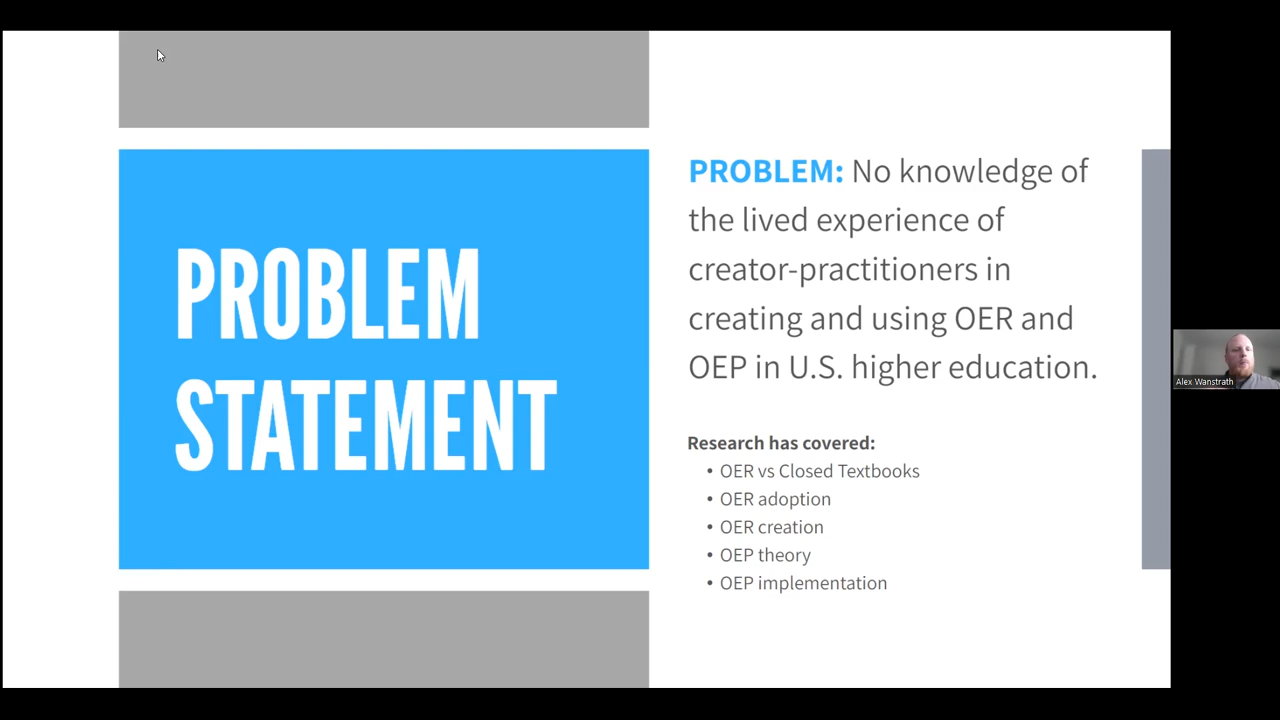 PROBLEM
STATEMENT
PROBLEM: No knowledge of
the lived experience of
creator-practitioners in
creating and using OER and
OEP in U.S. higher education.
Research has covered:
• OER vs Closed Textbooks
• OER adoption
• OER creation
• OEP theory
• OEP implementation
Alex Wanstrath